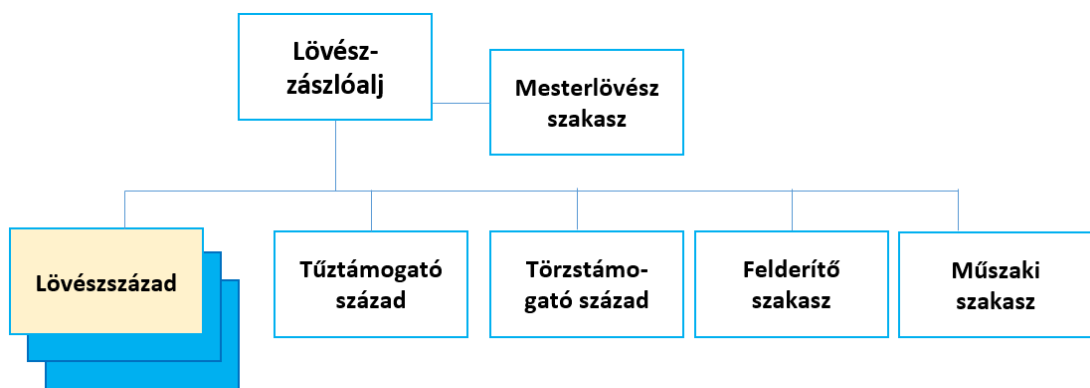 Lövész-
zászlóalj
Mesterlövész
szakasz
Lövészszázad
Tűztámogató
század
Törzstámo-
gató század
Felderítő
szakasz
Műszaki
szakasz